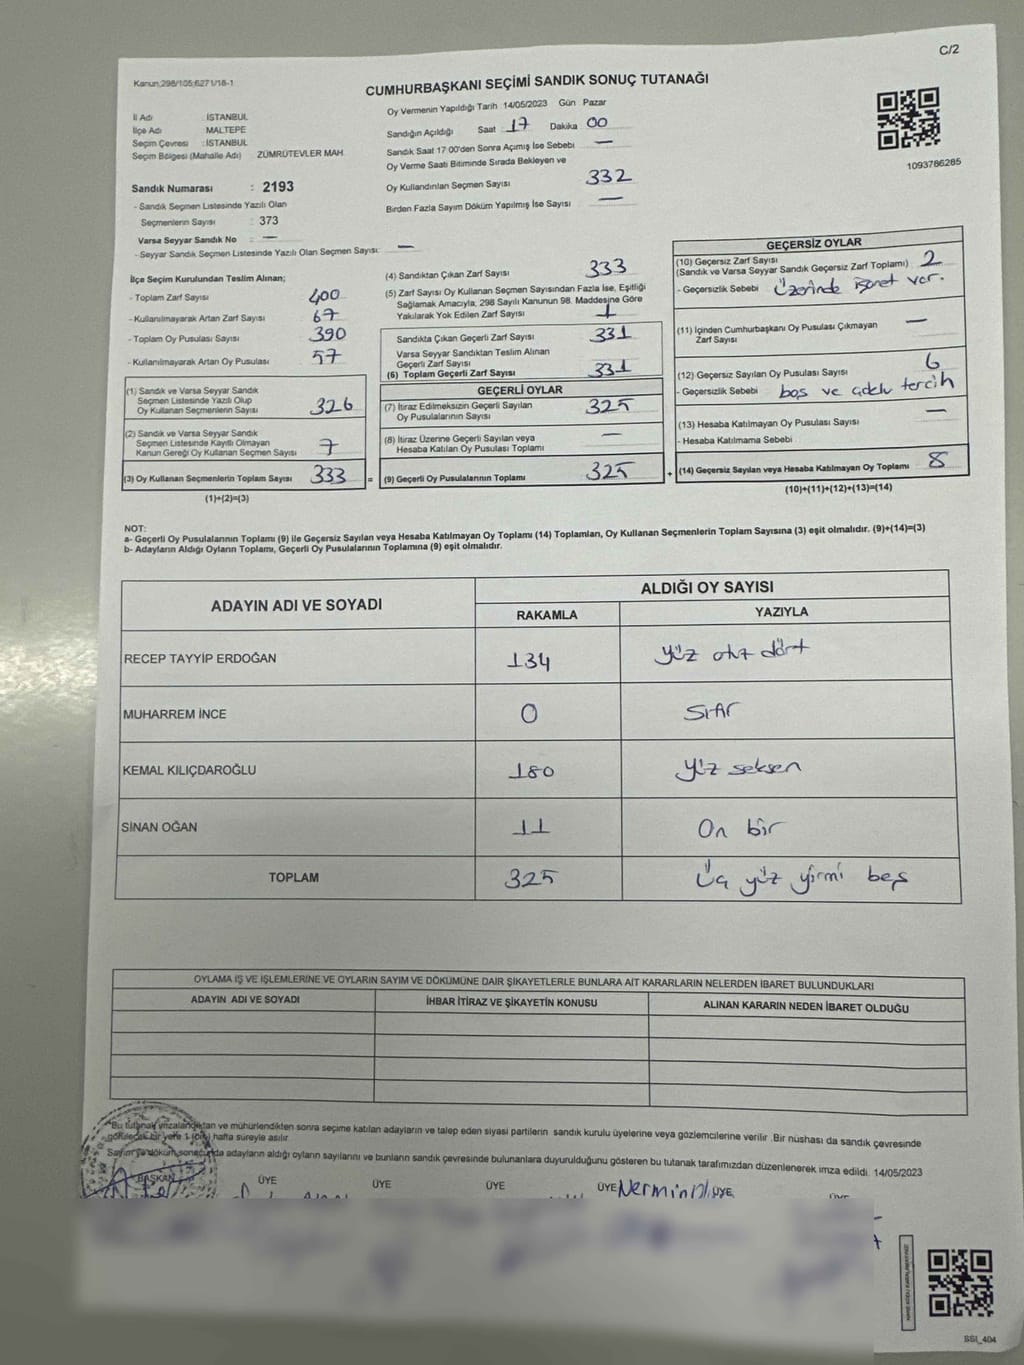 C/2
Kanun;298/105;6271/18-1
CUMHURBAŞKANI SEÇİMİ SANDIK SONUÇ TUTANAĞI
İl Adı : İSTANBUL
İlçe Adı MALTEPE
Seçim Çevresi : İSTANBUL
Seçim Bölgesi (Mahalle Adı) ZÜMRÜTEVLER MAH.
Oy Vermenin Yapıldığı Tarih 14/05/2023 Gün Pazar
Sandığın Açıldığı Saat 17 Dakika 00
Sandık Saat 17:00'den Sonra Açımış İse Sebebi —
Oy Verme Saati Bitiminde Sırada Bekleyen ve
Oy Kullandırılan Seçmen Sayısı 332
Birden Fazla Sayım Döküm Yapılmış İse Sayısı —
1093786285
Sandık Numarası : 2193
- Sandık Seçmen Listesinde Yazılı Olan
Seçmenlerin Sayısı : 373
Varsa Seyyar Sandık No : —
- Seyyar Sandık Seçmen Listesinde Yazılı Olan Seçmen Sayısı: —
İlçe Seçim Kurulundan Teslim Alınan;
- Toplam Zarf Sayısı 400
- Kullanılmayarak Artan Zarf Sayısı 67
- Toplam Oy Pusulası Sayısı 390
- Kullanılmayarak Artan Oy Pusulası 57
(1) Sandık ve Varsa Seyyar Sandık
Seçmen Listesinde Yazılı Olup
Oy Kullanan Seçmenlerin Sayısı 326
(2) Sandık ve Varsa Seyyar Sandık
Seçmen Listesinde Kayıtlı Olmayan
Kanun Gereği Oy Kullanan Seçmen Sayısı 7
(3) Oy Kullanan Seçmenlerin Toplam Sayısı 333 =
(1)+(2)=(3)
(4) Sandıktan Çıkan Zarf Sayısı 333
(5) Zarf Sayısı Oy Kullanan Seçmen Sayısından Fazla İse, Eşitliği
Sağlamak Amacıyla, 298 Sayılı Kanunun 98. Maddesine Göre
Yakılarak Yok Edilen Zarf Sayısı 1
Sandıkta Çıkan Geçerli Zarf Sayısı 331
Varsa Seyyar Sandıktan Teslim Alınan
Geçerli Zarf Sayısı
(6) Toplam Geçerli Zarf Sayısı 331
GEÇERLİ OYLAR
(7) İtiraz Edilmeksizin Geçerli Sayılan
Oy Pusulalarının Sayısı 325
(8) İtiraz Üzerine Geçerli Sayılan veya
Hesaba Katılan Oy Pusulası Toplamı —
(9) Geçerli Oy Pusulalarının Toplamı 325 +
GEÇERSİZ OYLAR
(10) Geçersiz Zarf Sayısı
(Sandık ve Varsa Seyyar Sandık Geçersiz Zarf Toplamı) 2
- Geçersizlik Sebebi üzerinde işaret var.
(11) İçinden Cumhurbaşkanı Oy Pusulası Çıkmayan
Zarf Sayısı —
(12) Geçersiz Sayılan Oy Pusulası Sayısı 6
- Geçersizlik Sebebi boş ve çoklu tercih
(13) Hesaba Katılmayan Oy Pusulası Sayısı —
- Hesaba Katılmama Sebebi
(14) Geçersiz Sayılan veya Hesaba Katılmayan Oy Toplamı 8
(10)+(11)+(12)+(13)=(14)
NOT:
a- Geçerli Oy Pusulalarının Toplamı (9) ile Geçersiz Sayılan veya Hesaba Katılmayan Oy Toplamı (14) Toplamları, Oy Kullanan Seçmenlerin Toplam Sayısına (3) eşit olmalıdır. (9)+(14)=(3)
b- Adayların Aldığı Oyların Toplamı, Geçerli Oy Pusulalarının Toplamına (9) eşit olmalıdır.
ADAYIN ADI VE SOYADI ALDIĞI OY SAYISI
RAKAMLA YAZIYLA
RECEP TAYYİP ERDOĞAN 134 yüz otuz dört
MUHARREM İNCE 0 Sıfır
KEMAL KILIÇDAROĞLU 180 yüz seksen
SİNAN OĞAN 11 On bir
TOPLAM 325 Üç yüz yirmi beş
OYLAMA İŞ VE İŞLEMLERİNE VE OYLARIN SAYIM VE DÖKÜMÜNE DAİR ŞİKAYETLERLE BUNLARA AİT KARARLARIN NELERDEN İBARET BULUNDUKLARI
ADAYIN ADI VE SOYADI İHBAR İTİRAZ VE ŞİKAYETİN KONUSU ALINAN KARARIN NEDEN İBARET OLDUĞU
Bu tutanak imzalandıktan ve mühürlendikten sonra seçime katılan adayların ve talep eden siyasi partilerin sandık kurulu üyelerine veya gözlemcilerine verilir .Bir nüshası da sandık çevresinde
görülecek bir yere 1 (bir) hafta süreyle asılır.
Sayım ve döküm sonucunda adayların aldığı oyların sayılarını ve bunların sandık çevresinde bulunanlara duyurulduğunu gösteren bu tutanak tarafımızdan düzenlenerek imza edildi. 14/05/2023
BAŞKAN ÜYE ÜYE ÜYE ÜYE Nermin ÜYE ÜYE
SSI_404